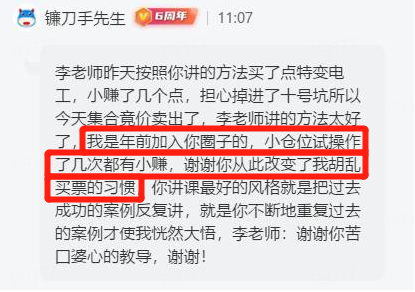 镰刀手先生 V 6周年 11:07
李老师昨天按照你讲的方法买了点特变电
工，小赚了几个点，担心掉进了十号坑所以
今天集合竟价卖出了，李老师讲的方法太好
了，我是年前加入你圈子的，小仓位试操作
了几次都有小赚，谢谢你从此改变了我胡乱
买票的习惯 你讲课最好的风格就是把过去
成功的案例反复讲，就是你不断地重复过去
的案例才使我恍然大悟，李老师：谢谢你苦
口婆心的教导，谢谢！